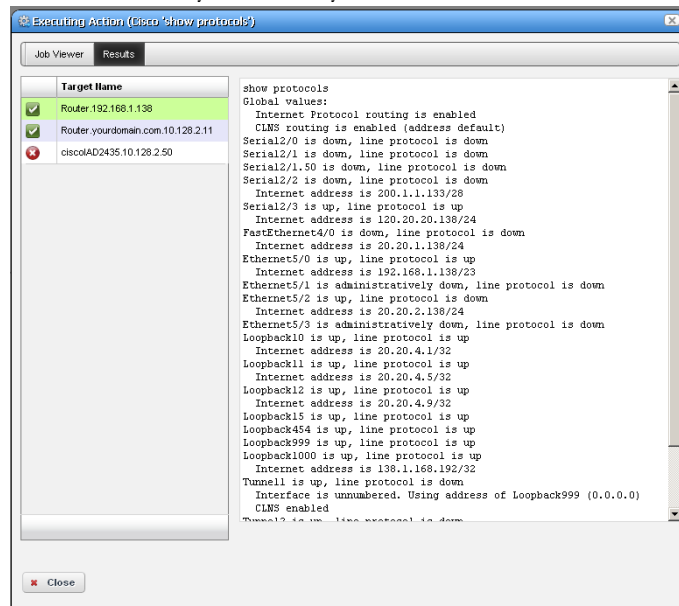 Executing Action (Cisco 'show protocols')
Job Viewer
Results
Target Name
Router.192.168.1.138
Router.yourdomain.com.10.128.2.11
ciscoIAD2435.10.128.2.50
show protocols
Global values:
Internet Protocol routing is enabled
CLNS routing is enabled (address default)
Serial2/0 is down, line protocol is down
Serial2/1 is down, line protocol is down
Serial2/1.50 is down, line protocol is down
Serial2/2 is down, line protocol is down
Internet address is 200.1.1.133/28
Serial2/3 is up, line protocol is up
Internet address is 120.20.20.138/24
FastEthernet4/0 is down, line protocol is down
Internet address is 20.20.1.138/24
Ethernet5/0 is up, line protocol is up
Internet address is 192.168.1.138/23
Ethernet5/1 is administratively down, line protocol is down
Ethernet5/2 is up, line protocol is down
Internet address is 20.20.2.138/24
Ethernet5/3 is administratively down, line protocol is down
Loopback10 is up, line protocol is up
Internet address is 20.20.4.1/32
Loopback11 is up, line protocol is up
Internet address is 20.20.4.5/32
Loopback12 is up, line protocol is up
Internet address is 20.20.4.9/32
Loopback15 is up, line protocol is up
Loopback454 is up, line protocol is up
Loopback999 is up, line protocol is up
Loopback1000 is up, line protocol is up
Internet address is 138.1.168.192/32
Tunnel1 is up, line protocol is down
Interface is unnumbered. Using address of Loopback999 (0.0.0.0)
CLNS enabled
Tunnel2 is up, line protocol is down
Close